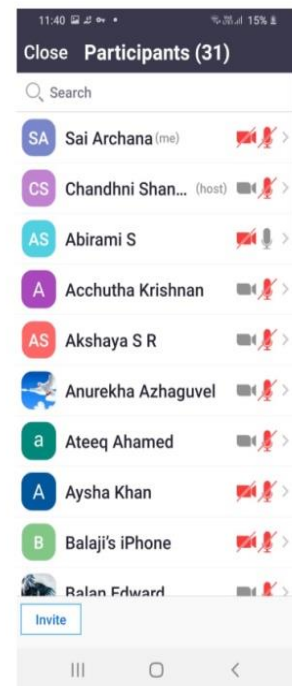 11:40 15%
Close Participants (31)
Search
SA Sai Archana (me)
CS Chandhni Shan... (host)
AS Abirami S
A Acchutha Krishnan
AS Akshaya S R
Anurekha Azhaguvel
a Ateeq Ahamed
A Aysha Khan
B Balaji's iPhone
Balan Edward
Invite